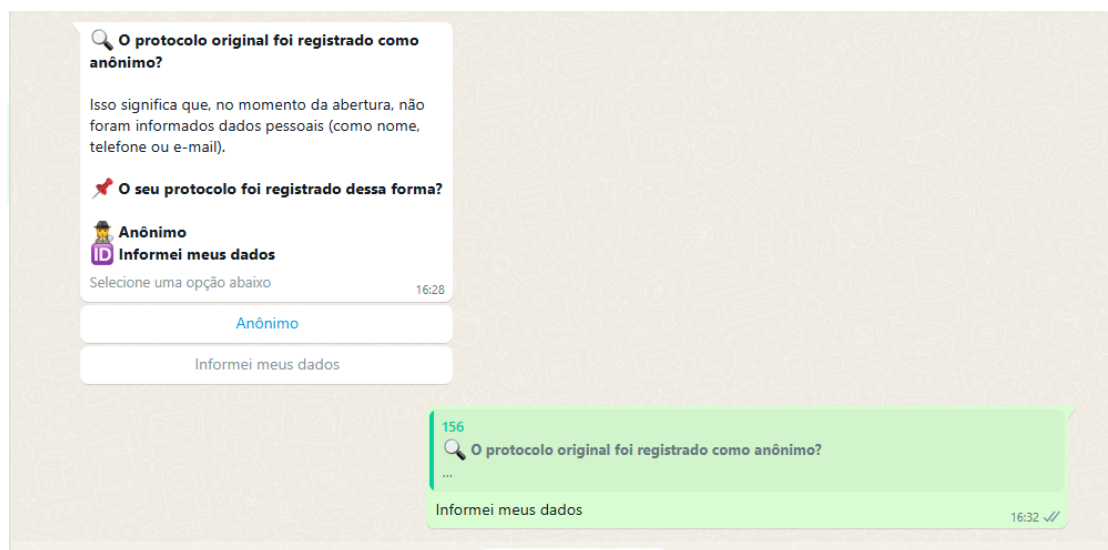 🔍 O protocolo original foi registrado como
anônimo?
Isso significa que, no momento da abertura, não
foram informados dados pessoais (como nome,
telefone ou e-mail).
📌 O seu protocolo foi registrado dessa forma?
🕵️ Anônimo
🆔 Informei meus dados
Selecione uma opção abaixo
16:28
Anônimo
Informei meus dados
156
🔍 O protocolo original foi registrado como anônimo?
...
Informei meus dados
16:32